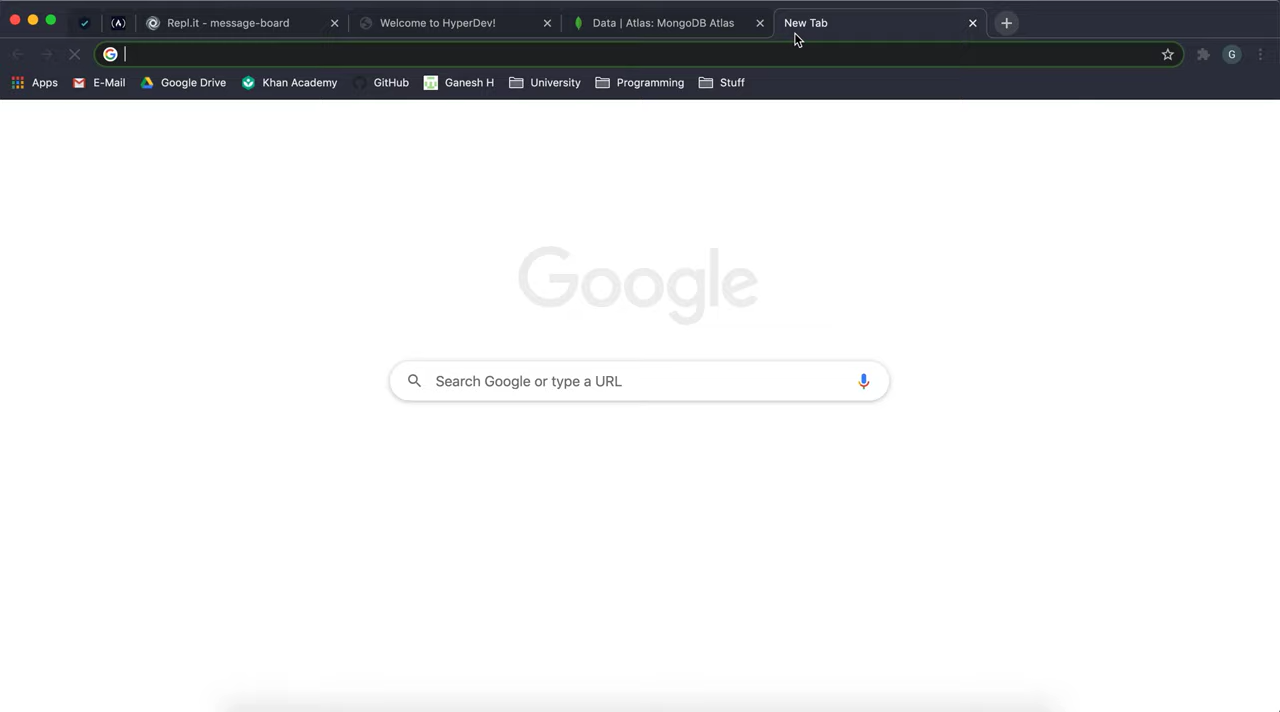 Repl.it - message-board
Welcome to HyperDev!
Data | Atlas: MongoDB Atlas
New Tab
G
Apps
E-Mail
Google Drive
Khan Academy
GitHub
Ganesh H
University
Programming
Stuff
Google
Search Google or type a URL